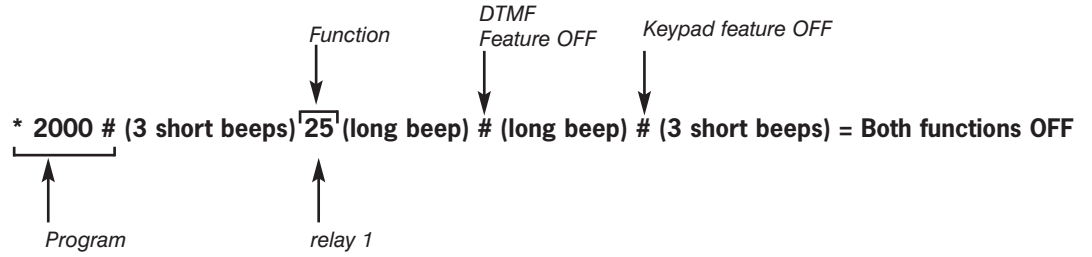 DTMF
Function
Feature OFF
Keypad feature OFF
* 2000 # (3 short beeps) 25 (long beep) # (long beep) # (3 short beeps) = Both functions OFF
Program
relay 1